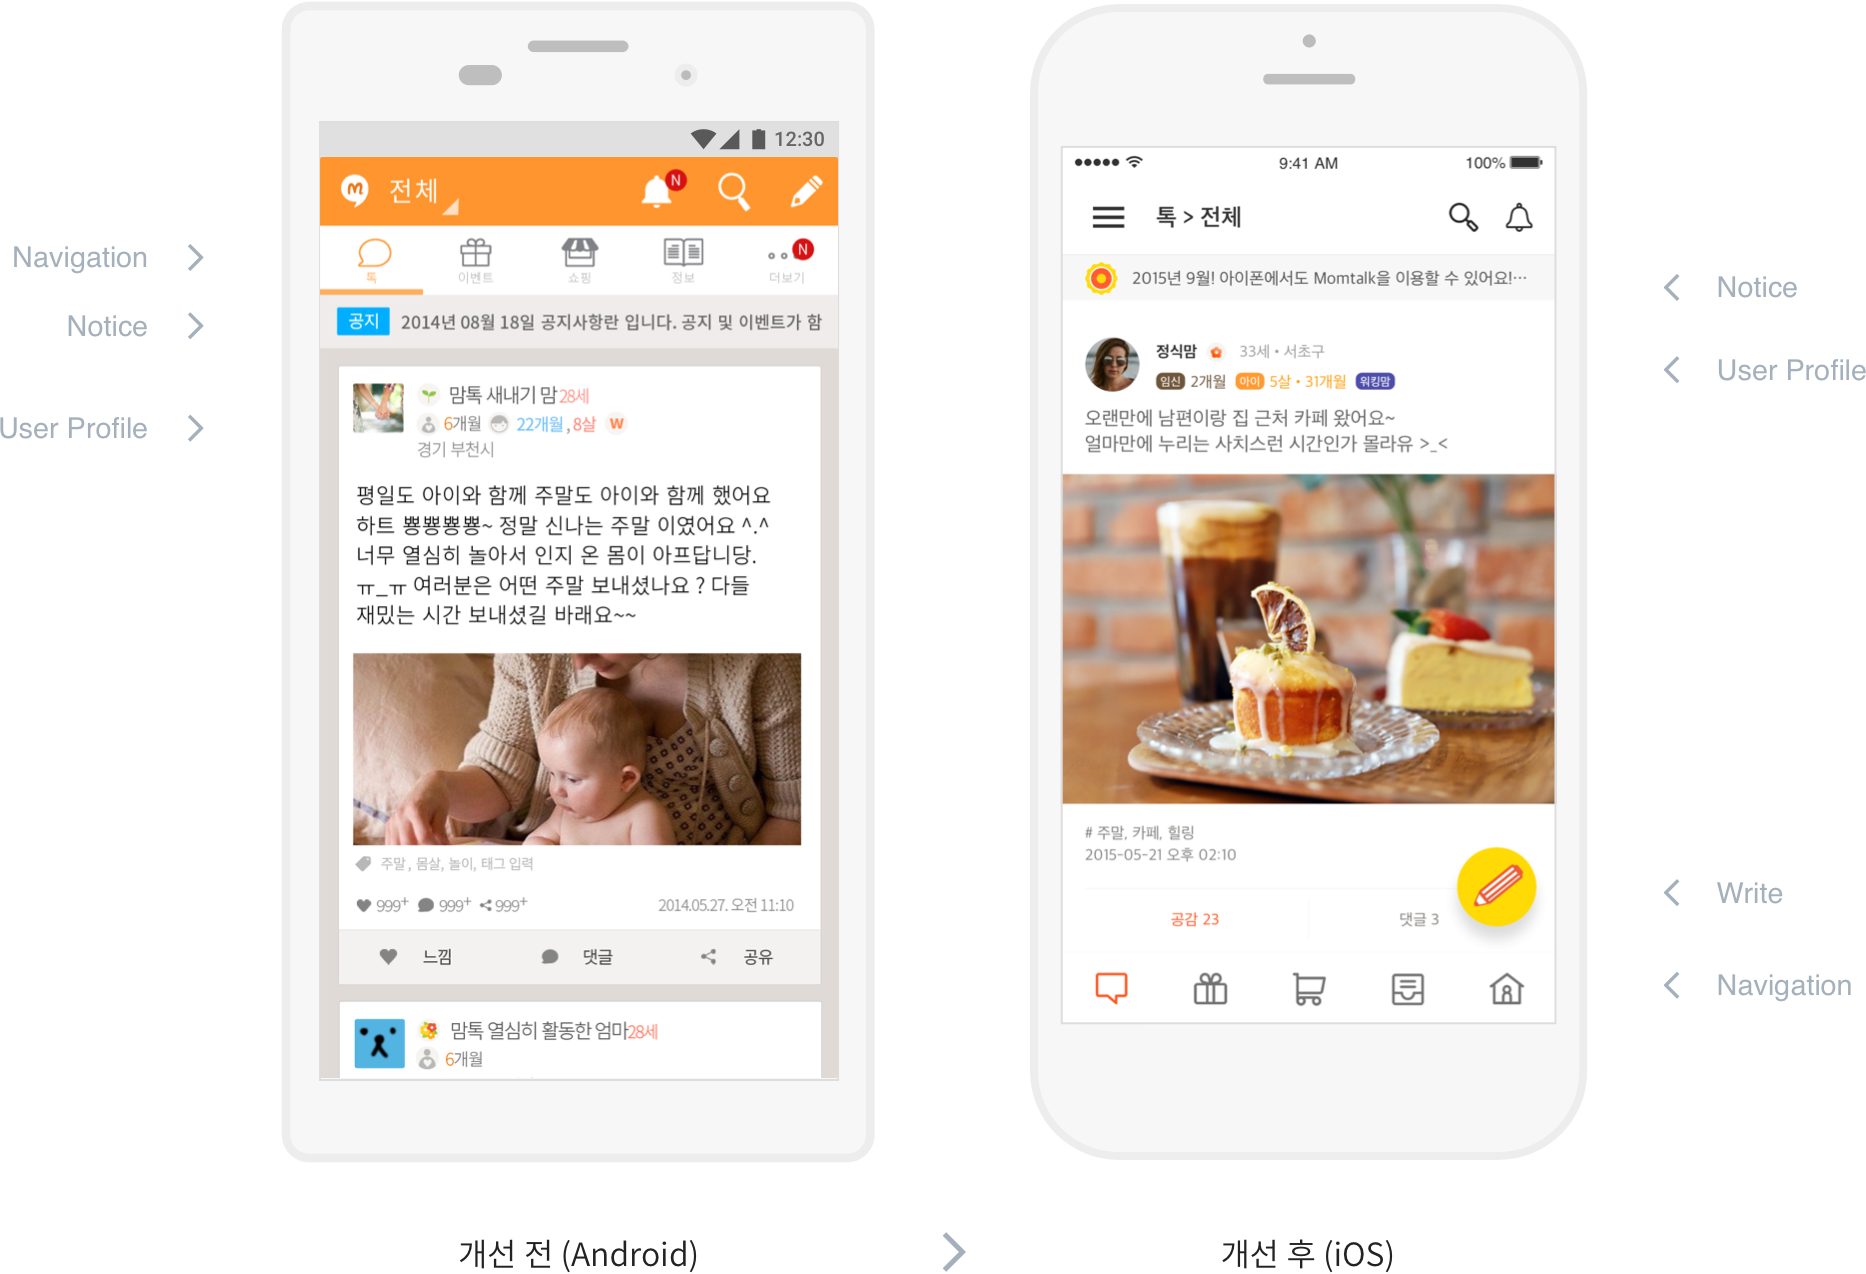 Navigation
Notice
User Profile
12:30
전체
N
톡
이벤트
쇼핑
정보
N
더보기
공지 2014년 08월 18일 공지사항란 입니다. 공지 및 이벤트가 함
맘톡 새내기 맘 28세
6개월 22개월, 8살 W
경기 부천시
평일도 아이와 함께 주말도 아이와 함께 했어요
하트 뿅뿅뿅뿅~ 정말 신나는 주말 이였어요 ^.^
너무 열심히 놀아서 인지 온 몸이 아프답니당.
ㅠ_ㅠ 여러분은 어떤 주말 보내셨나요 ? 다들
재밌는 시간 보내셨길 바래요~~
주말, 몸살, 놀이, 태그 입력
999+ 999+ 999+ 2014.05.27. 오전 11:10
느낌 댓글 공유
맘톡 열심히 활동한 엄마 28세
6개월
개선 전 (Android)
9:41 AM 100%
톡 > 전체
2015년 9월! 아이폰에서도 Momtalk을 이용할 수 있어요!···
정식맘 33세 • 서초구
임신 2개월 아이 5살 • 31개월 워킹맘
오랜만에 남편이랑 집 근처 카페 왔어요~
얼마만에 누리는 사치스런 시간인가 몰라유 >_<
# 주말, 카페, 힐링
2015-05-21 오후 02:10
공감 23 댓글 3
개선 후 (iOS)
Notice
User Profile
Write
Navigation